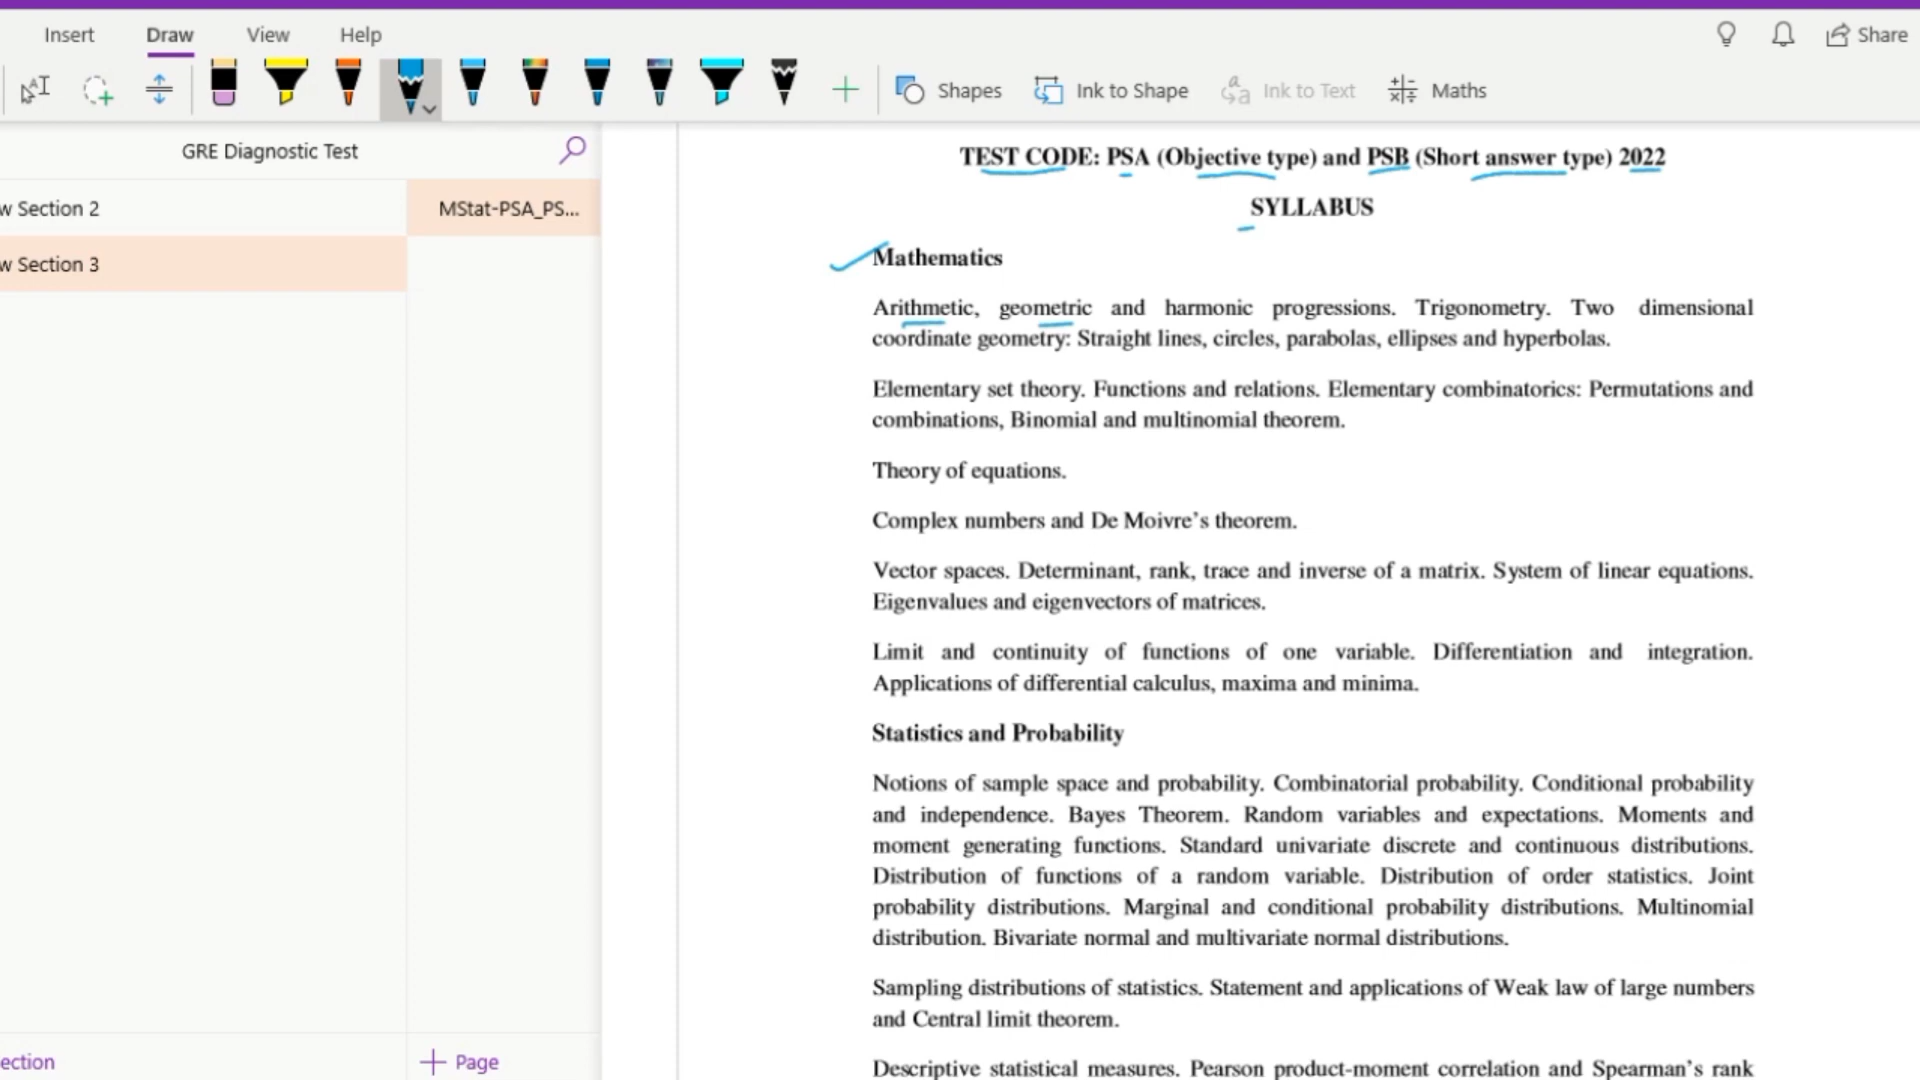 Insert Draw View Help Share
Shapes Ink to Shape Ink to Text Maths
GRE Diagnostic Test
w Section 2
MStat-PSA_PS...
w Section 3
ection
Page
TEST CODE: PSA (Objective type) and PSB (Short answer type) 2022
SYLLABUS
Mathematics
Arithmetic, geometric and harmonic progressions. Trigonometry. Two dimensional
coordinate geometry: Straight lines, circles, parabolas, ellipses and hyperbolas.
Elementary set theory. Functions and relations. Elementary combinatorics: Permutations and
combinations, Binomial and multinomial theorem.
Theory of equations.
Complex numbers and De Moivre's theorem.
Vector spaces. Determinant, rank, trace and inverse of a matrix. System of linear equations.
Eigenvalues and eigenvectors of matrices.
Limit and continuity of functions of one variable. Differentiation and integration.
Applications of differential calculus, maxima and minima.
Statistics and Probability
Notions of sample space and probability. Combinatorial probability. Conditional probability
and independence. Bayes Theorem. Random variables and expectations. Moments and
moment generating functions. Standard univariate discrete and continuous distributions.
Distribution of functions of a random variable. Distribution of order statistics. Joint
probability distributions. Marginal and conditional probability distributions. Multinomial
distribution. Bivariate normal and multivariate normal distributions.
Sampling distributions of statistics. Statement and applications of Weak law of large numbers
and Central limit theorem.
Descriptive statistical measures. Pearson product-moment correlation and Spearman's rank